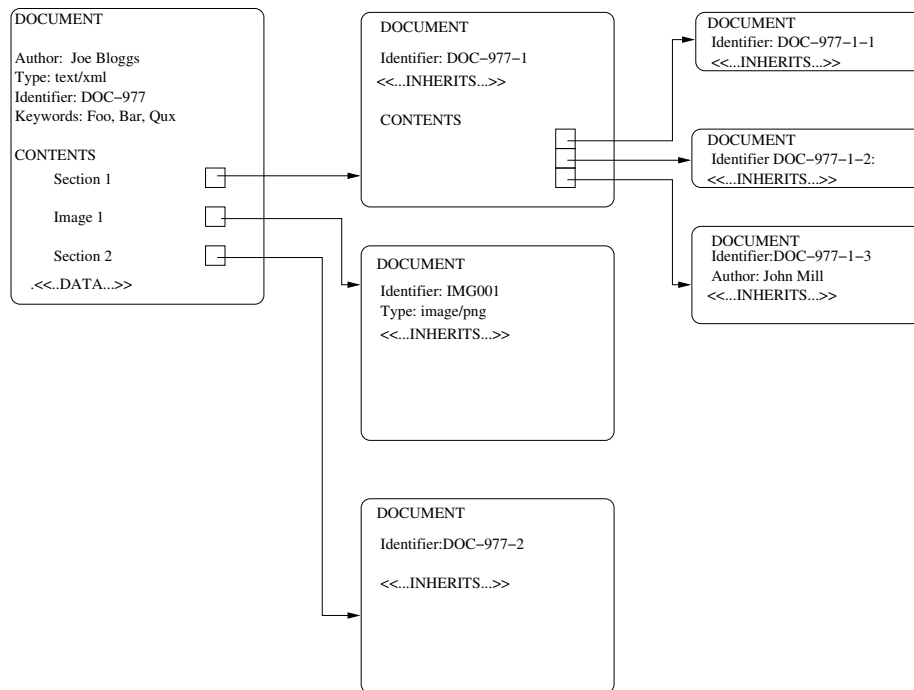 DOCUMENT
Author: Joe Bloggs
Type: text/xml
Identifier: DOC−977
Keywords: Foo, Bar, Qux
CONTENTS
Section 1
Image 1
Section 2
.<<..DATA...>>
DOCUMENT
Identifier: DOC−977−1
<<...INHERITS...>>
CONTENTS
DOCUMENT
Identifier: IMG001
Type: image/png
<<...INHERITS...>>
DOCUMENT
Identifier:DOC−977−2
<<...INHERITS...>>
DOCUMENT
Identifier: DOC−977−1−1
<<...INHERITS...>>
DOCUMENT
Identifier DOC−977−1−2:
<<...INHERITS...>>
DOCUMENT
Identifier:DOC−977−1−3
Author: John Mill
<<...INHERITS...>>